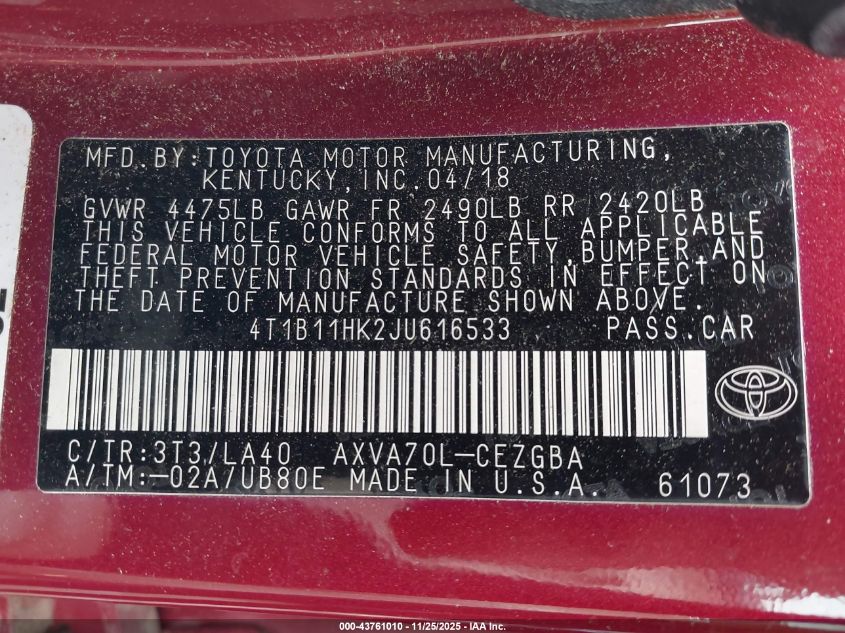 MFD.BY:TOYOTA MOTOR MANUFACTURING,
KENTUCKY,INC.04/18
GVWR 4475LB GAWR FR 2490LB RR 2420LB
THIS VEHICLE CONFORMS TO ALL APPLICABLE
FEDERAL MOTOR VEHICLE SAFETY,BUMPER,AND
THEFT PREVENTION STANDARDS IN EFFECT ON
THE DATE OF MANUFACTURE SHOWN ABOVE.
4T1B11HK2JU616533 PASS.CAR
C/TR:3T3/LA40 AXVA70L-CEZGBA
A/TM:-02A/UB80E MADE IN U.S.A. 61073
000-43761010 - 11/25/2025 - IAA Inc.